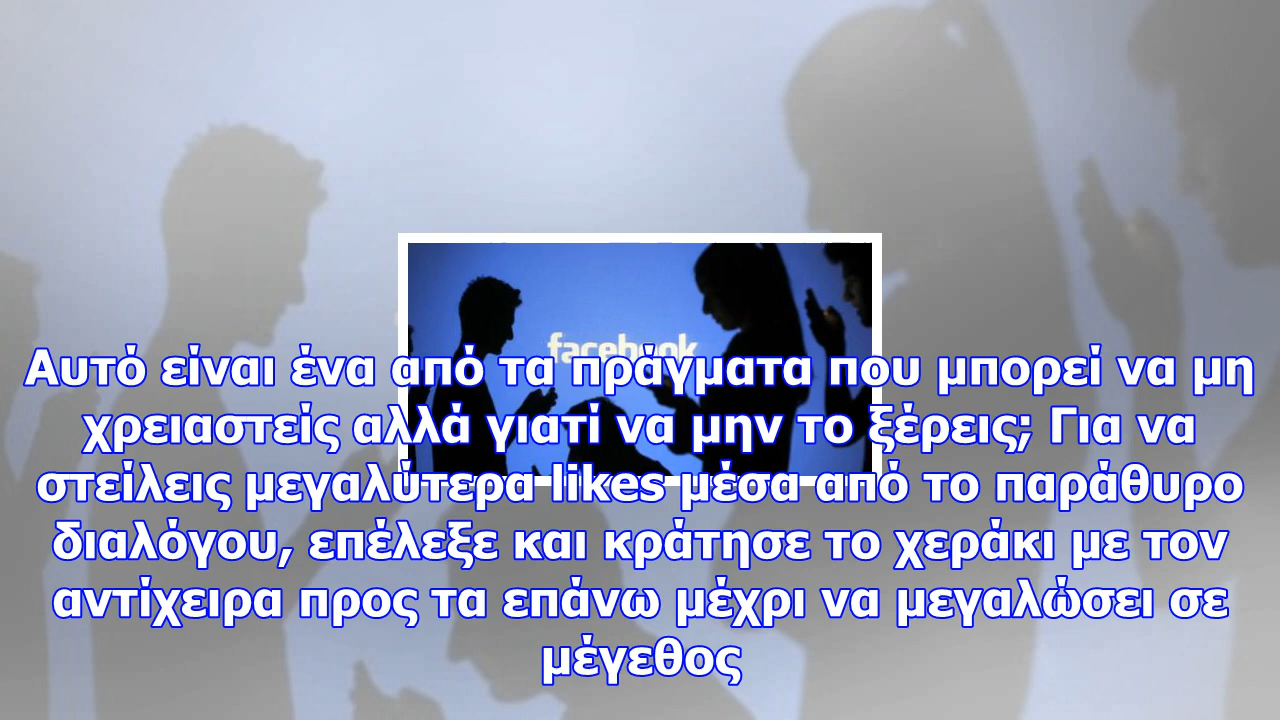 facebook
Αυτό είναι ένα από τα πράγματα που μπορεί να μη
χρειαστείς αλλά γιατί να μην το ξέρεις; Για να
στείλεις μεγαλύτερα likes μέσα από το παράθυρο
διαλόγου, επέλεξε και κράτησε το χεράκι με τον
αντίχειρα προς τα επάνω μέχρι να μεγαλώσει σε
μέγεθος